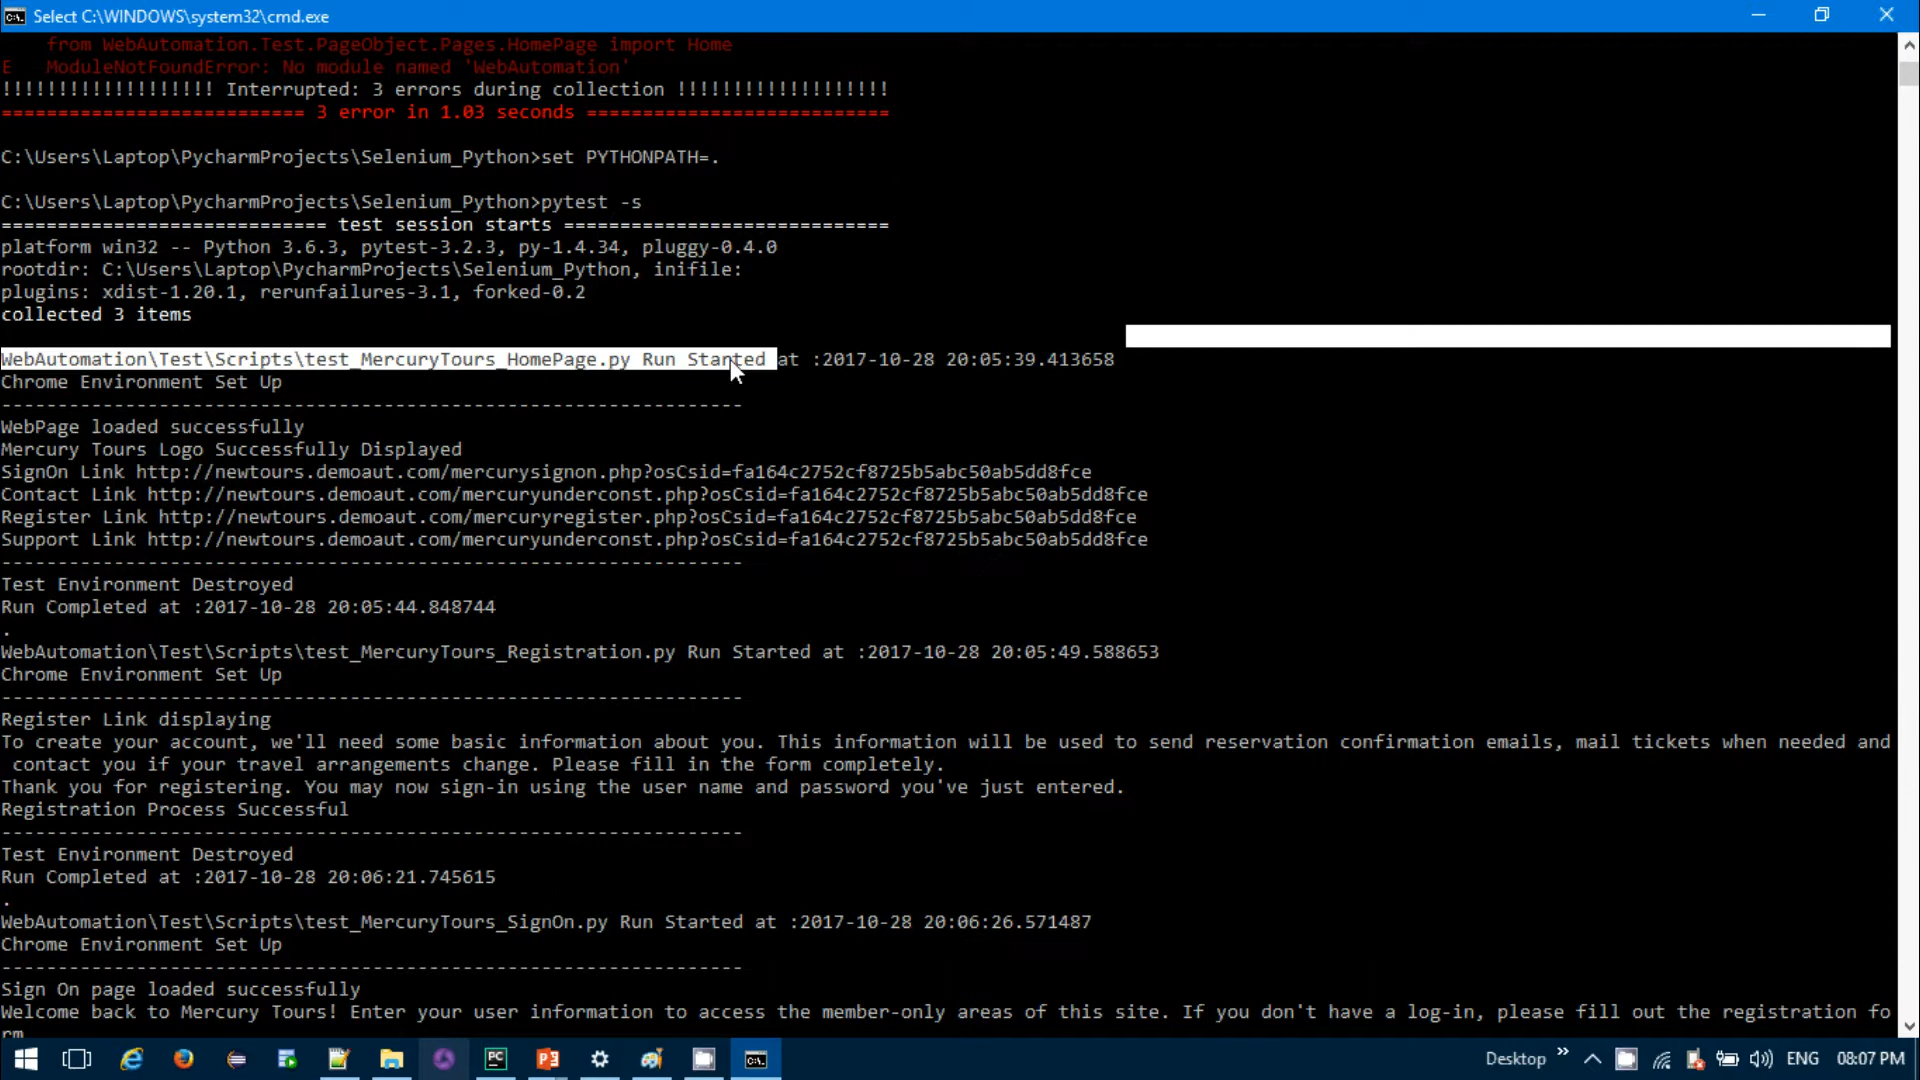 Select C:\WINDOWS\system32\cmd.exe
    from WebAutomation.Test.PageObject.Pages.HomePage import Home
E   ModuleNotFoundError: No module named 'WebAutomation'
!!!!!!!!!!!!!!!!!!! Interrupted: 3 errors during collection !!!!!!!!!!!!!!!!!!!
=========================== 3 error in 1.03 seconds ===========================
C:\Users\Laptop\PycharmProjects\Selenium_Python>set PYTHONPATH=.
C:\Users\Laptop\PycharmProjects\Selenium_Python>pytest -s
============================= test session starts =============================
platform win32 -- Python 3.6.3, pytest-3.2.3, py-1.4.34, pluggy-0.4.0
rootdir: C:\Users\Laptop\PycharmProjects\Selenium_Python, inifile:
plugins: xdist-1.20.1, rerunfailures-3.1, forked-0.2
collected 3 items
WebAutomation\Test\Scripts\test_MercuryTours_HomePage.py Run Started at :2017-10-28 20:05:39.413658
Chrome Environment Set Up
------------------------------------------------------------------
WebPage loaded successfully
Mercury Tours Logo Successfully Displayed
SignOn Link http://newtours.demoaut.com/mercurysignon.php?osCsid=fa164c2752cf8725b5abc50ab5dd8fce
Contact Link http://newtours.demoaut.com/mercuryunderconst.php?osCsid=fa164c2752cf8725b5abc50ab5dd8fce
Register Link http://newtours.demoaut.com/mercuryregister.php?osCsid=fa164c2752cf8725b5abc50ab5dd8fce
Support Link http://newtours.demoaut.com/mercuryunderconst.php?osCsid=fa164c2752cf8725b5abc50ab5dd8fce
------------------------------------------------------------------
Test Environment Destroyed
Run Completed at :2017-10-28 20:05:44.848744
.
WebAutomation\Test\Scripts\test_MercuryTours_Registration.py Run Started at :2017-10-28 20:05:49.588653
Chrome Environment Set Up
------------------------------------------------------------------
Register Link displaying
To create your account, we'll need some basic information about you. This information will be used to send reservation confirmation emails, mail tickets when needed and
 contact you if your travel arrangements change. Please fill in the form completely.
Thank you for registering. You may now sign-in using the user name and password you've just entered.
Registration Process Successful
------------------------------------------------------------------
Test Environment Destroyed
Run Completed at :2017-10-28 20:06:21.745615
.
WebAutomation\Test\Scripts\test_MercuryTours_SignOn.py Run Started at :2017-10-28 20:06:26.571487
Chrome Environment Set Up
------------------------------------------------------------------
Sign On page loaded successfully
Welcome back to Mercury Tours! Enter your user information to access the member-only areas of this site. If you don't have a log-in, please fill out the registration fo
rm
Desktop » ENG 08:07 PM